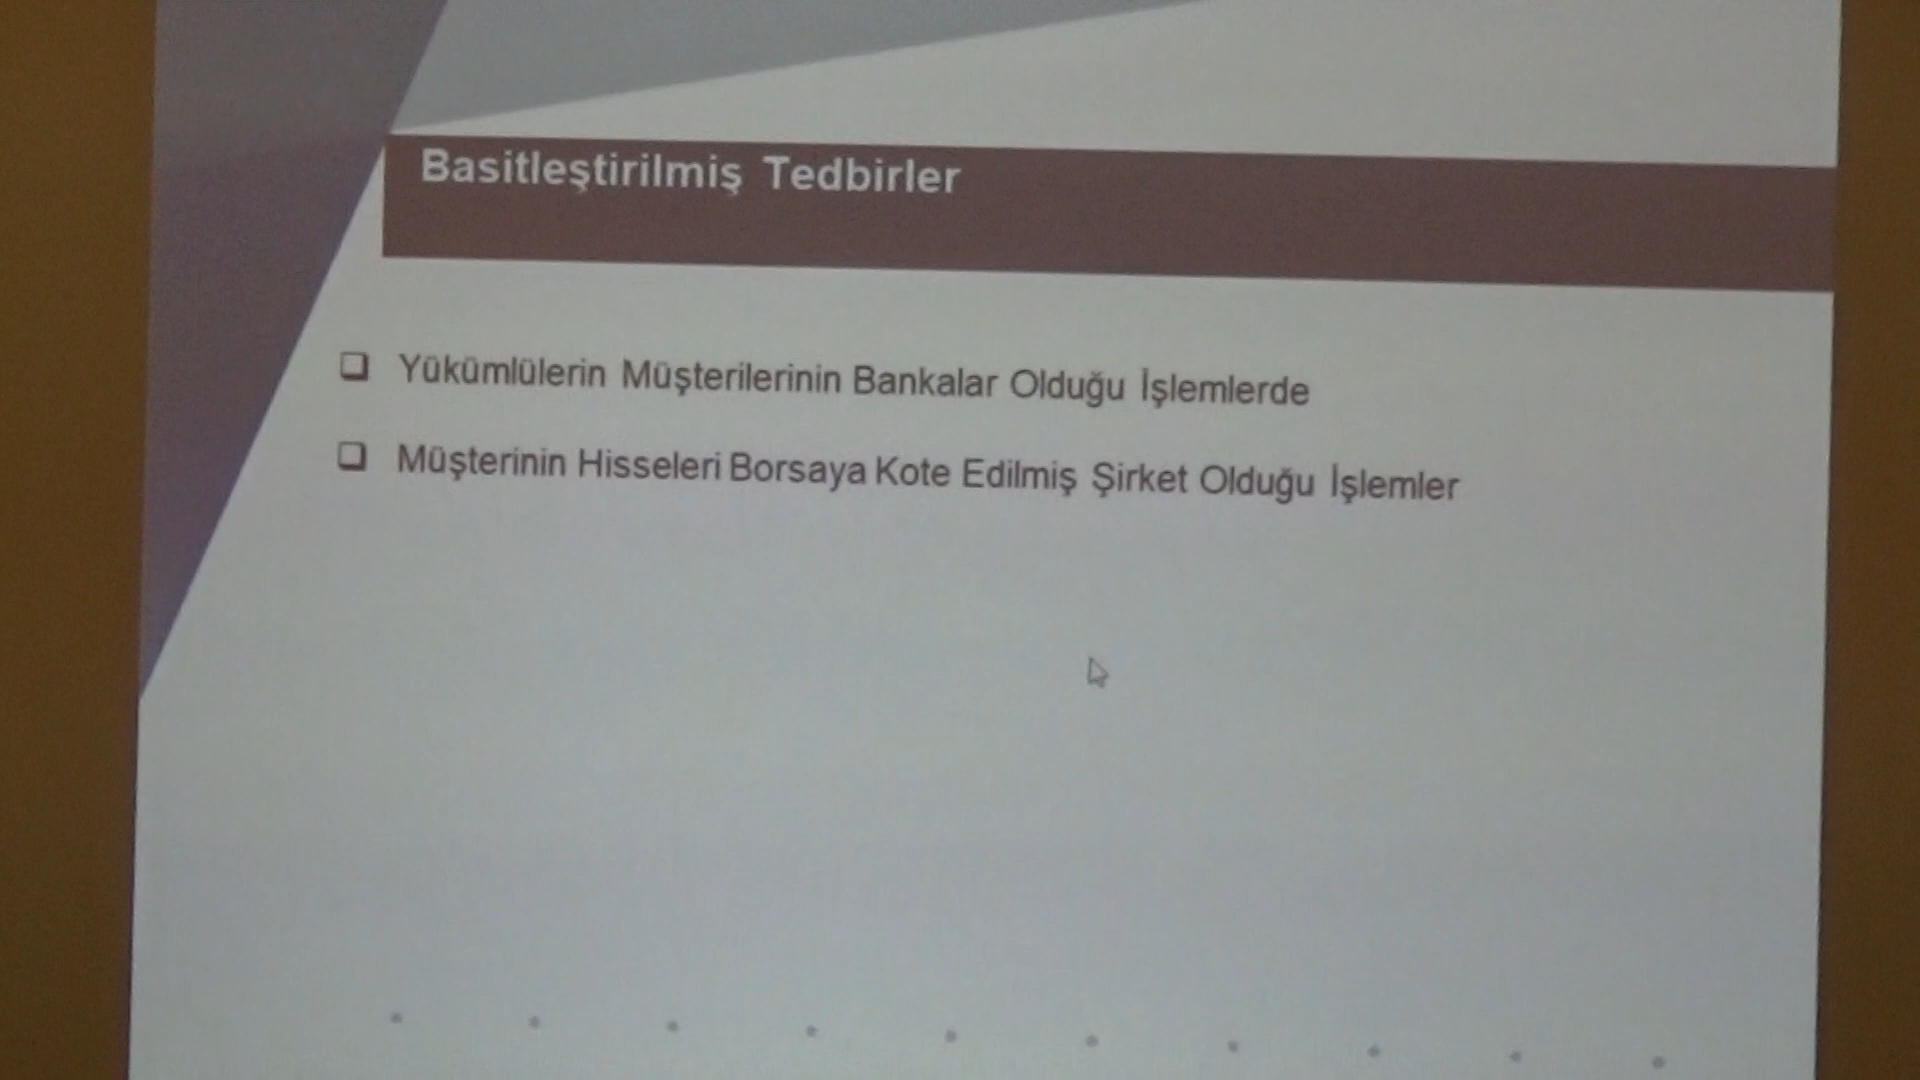 Basitleştirilmiş Tedbirler
Yükümlülerin Müşterilerinin Bankalar Olduğu İşlemlerde
Müşterinin Hisseleri Borsaya Kote Edilmiş Şirket Olduğu İşlemler